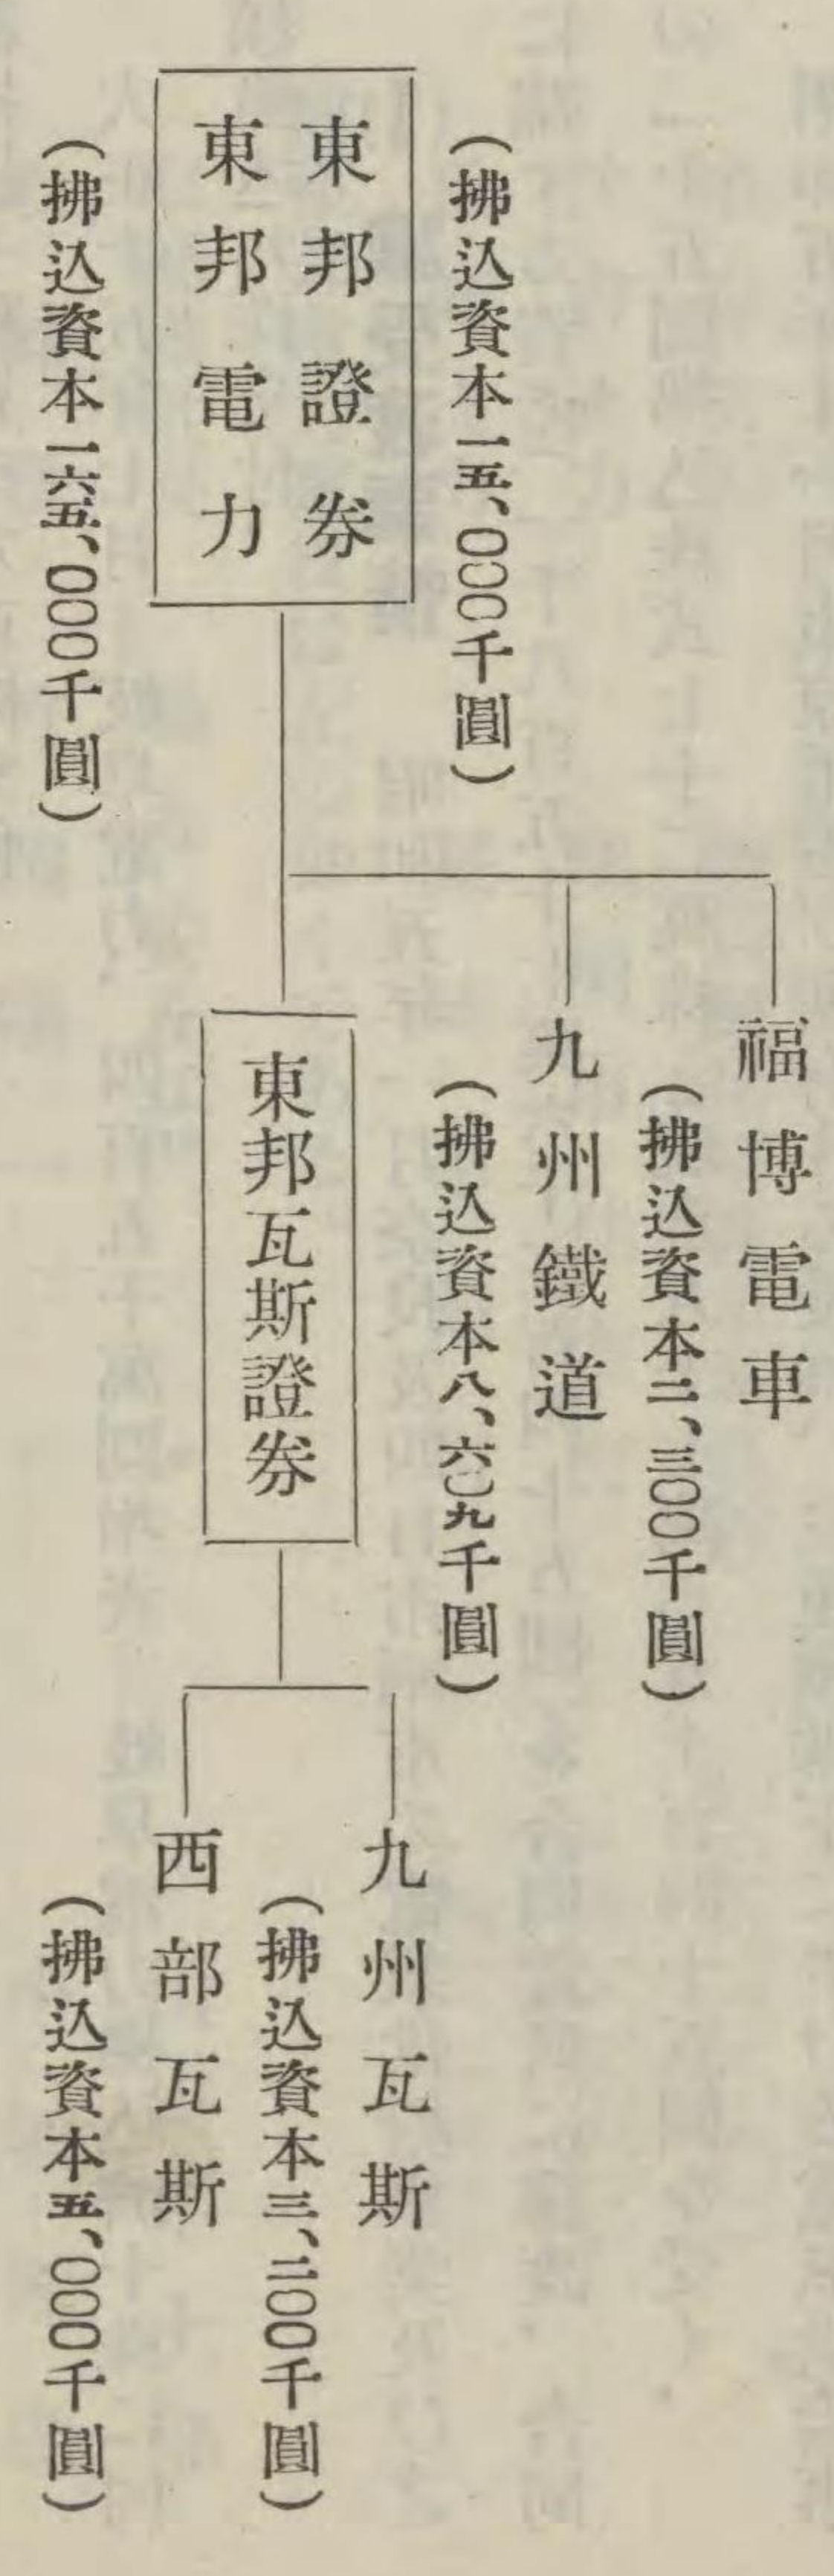 (拂込資本一五、〇〇〇千圓)
東邦證券
東邦電力
(拂込資本一六五、〇〇〇千圓)
福博電車
(拂込資本二、三〇〇千圓)
九州鐵道
(拂込資本八、六〇九千圓)
東邦瓦斯證券
九州瓦斯
(拂込資本三、二〇〇千圓)
西部瓦斯
(拂込資本五、〇〇〇千圓)